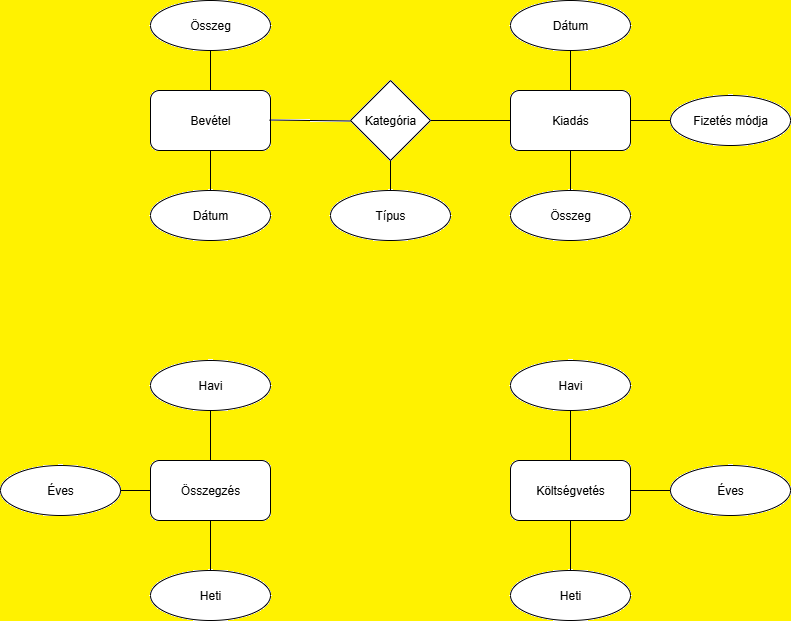 Összeg
Dátum
Bevétel
Kategória
Kiadás
Fizetés módja
Dátum
Típus
Összeg
Havi
Havi
Éves
Összegzés
Költségvetés
Éves
Heti
Heti